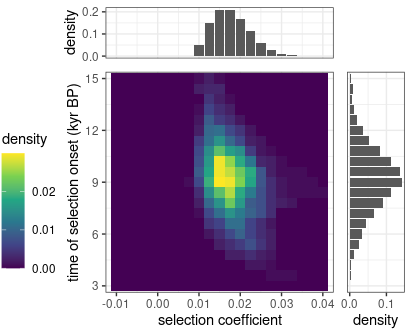 density
0.2
0.1
0.0
time of selection onset (kyr BP)
15
12
9
6
3
density
0.02
0.01
0.00
-0.01 0.00 0.01 0.02 0.03 0.04
selection coefficient
0.0 0.1
density